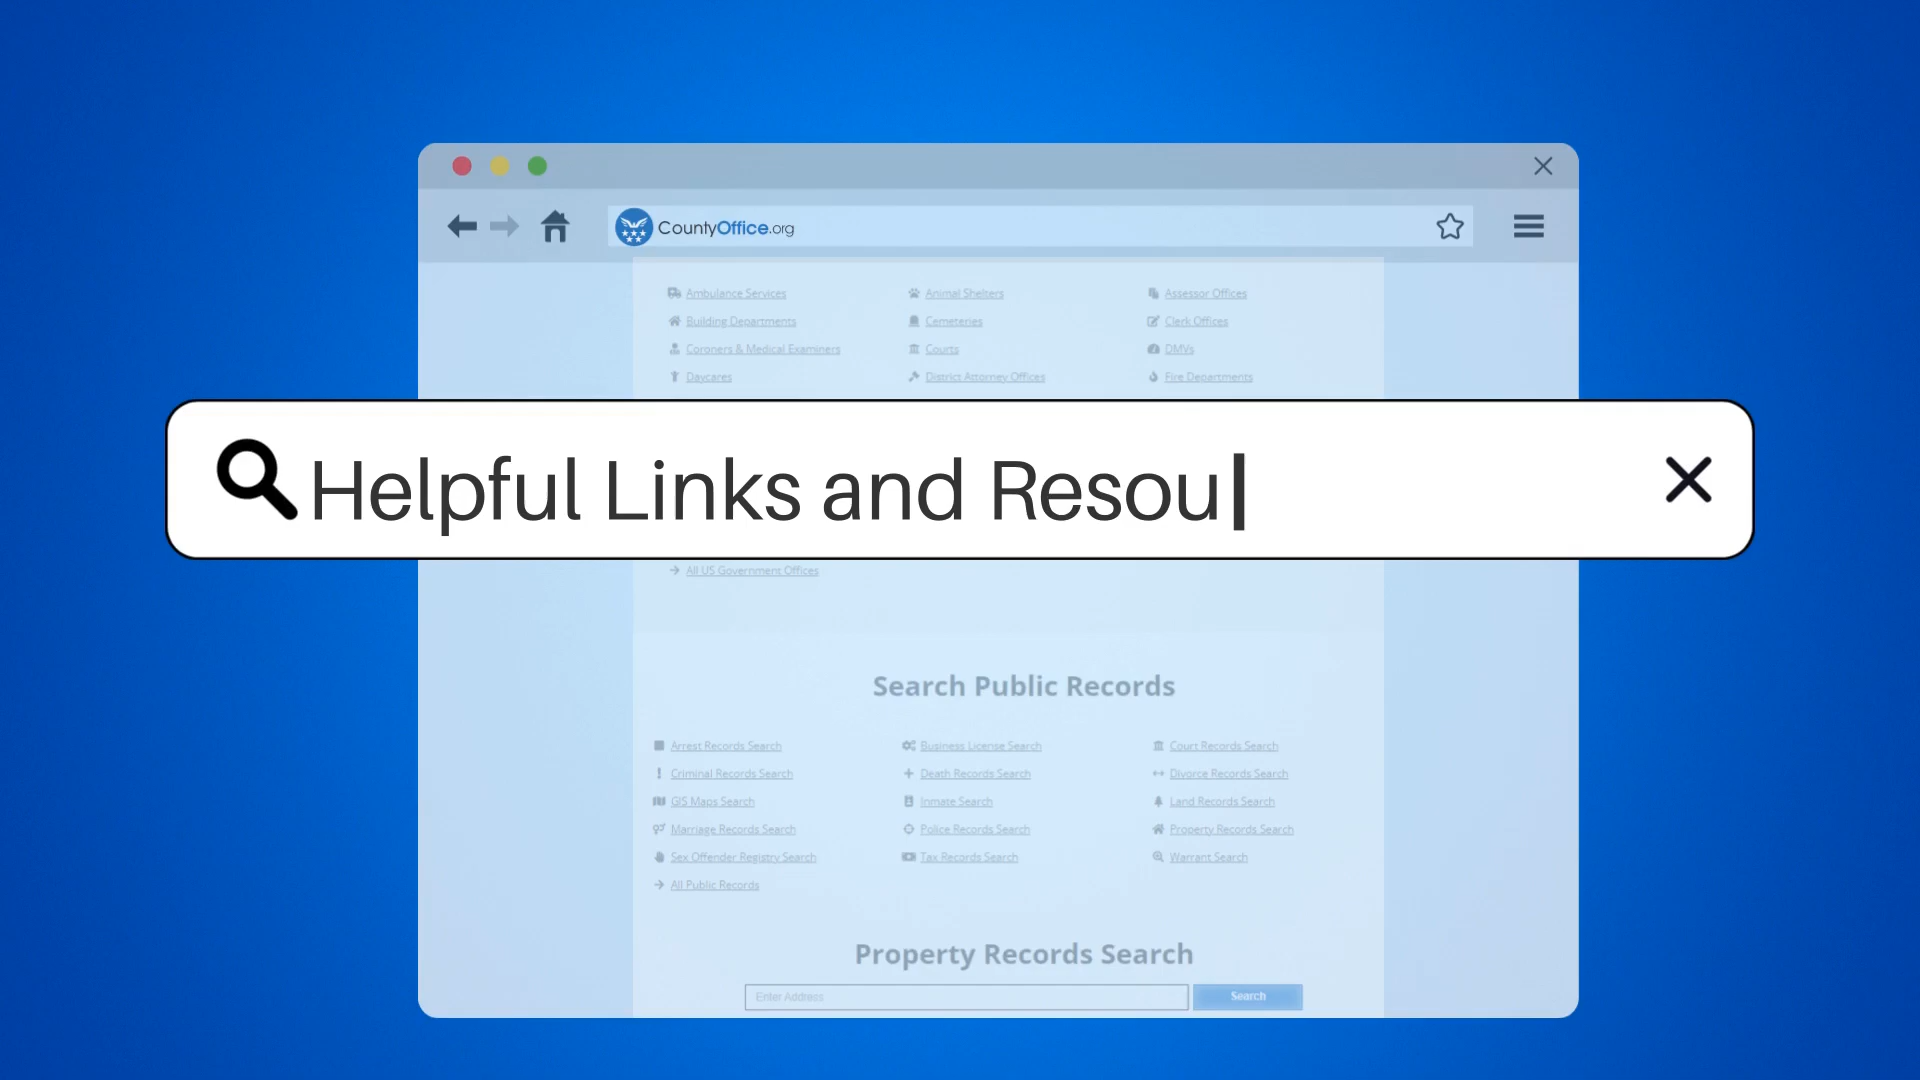 CountyOffice.org
Ambulance Services Animal Shelters Assessor Offices
Building Departments Cemeteries Clerk Offices
Coroners & Medical Examiners Courts DMVs
Daycares District Attorney Offices Fire Departments
Helpful Links and Resou
All US Government Offices
Search Public Records
Arrest Records Search Business License Search Court Records Search
Criminal Records Search Death Records Search Divorce Records Search
GIS Maps Search Inmate Search Land Records Search
Marriage Records Search Police Records Search Property Records Search
Sex Offender Registry Search Tax Records Search Warrant Search
All Public Records
Property Records Search
Enter Address Search